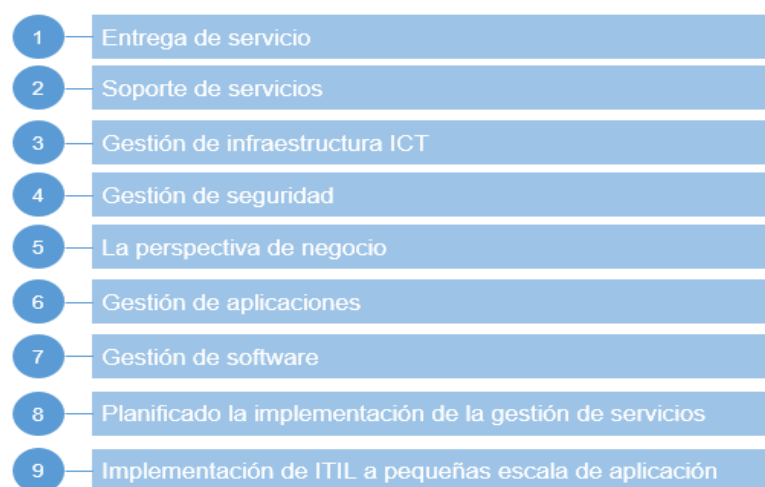 1 Entrega de servicio
2 Soporte de servicios
3 Gestión de infraestructura ICT
4 Gestión de seguridad
5 La perspectiva de negocio
6 Gestión de aplicaciones
7 Gestión de software
8 Planificado la implementación de la gestión de servicios
9 Implementación de ITIL a pequeñas escala de aplicación